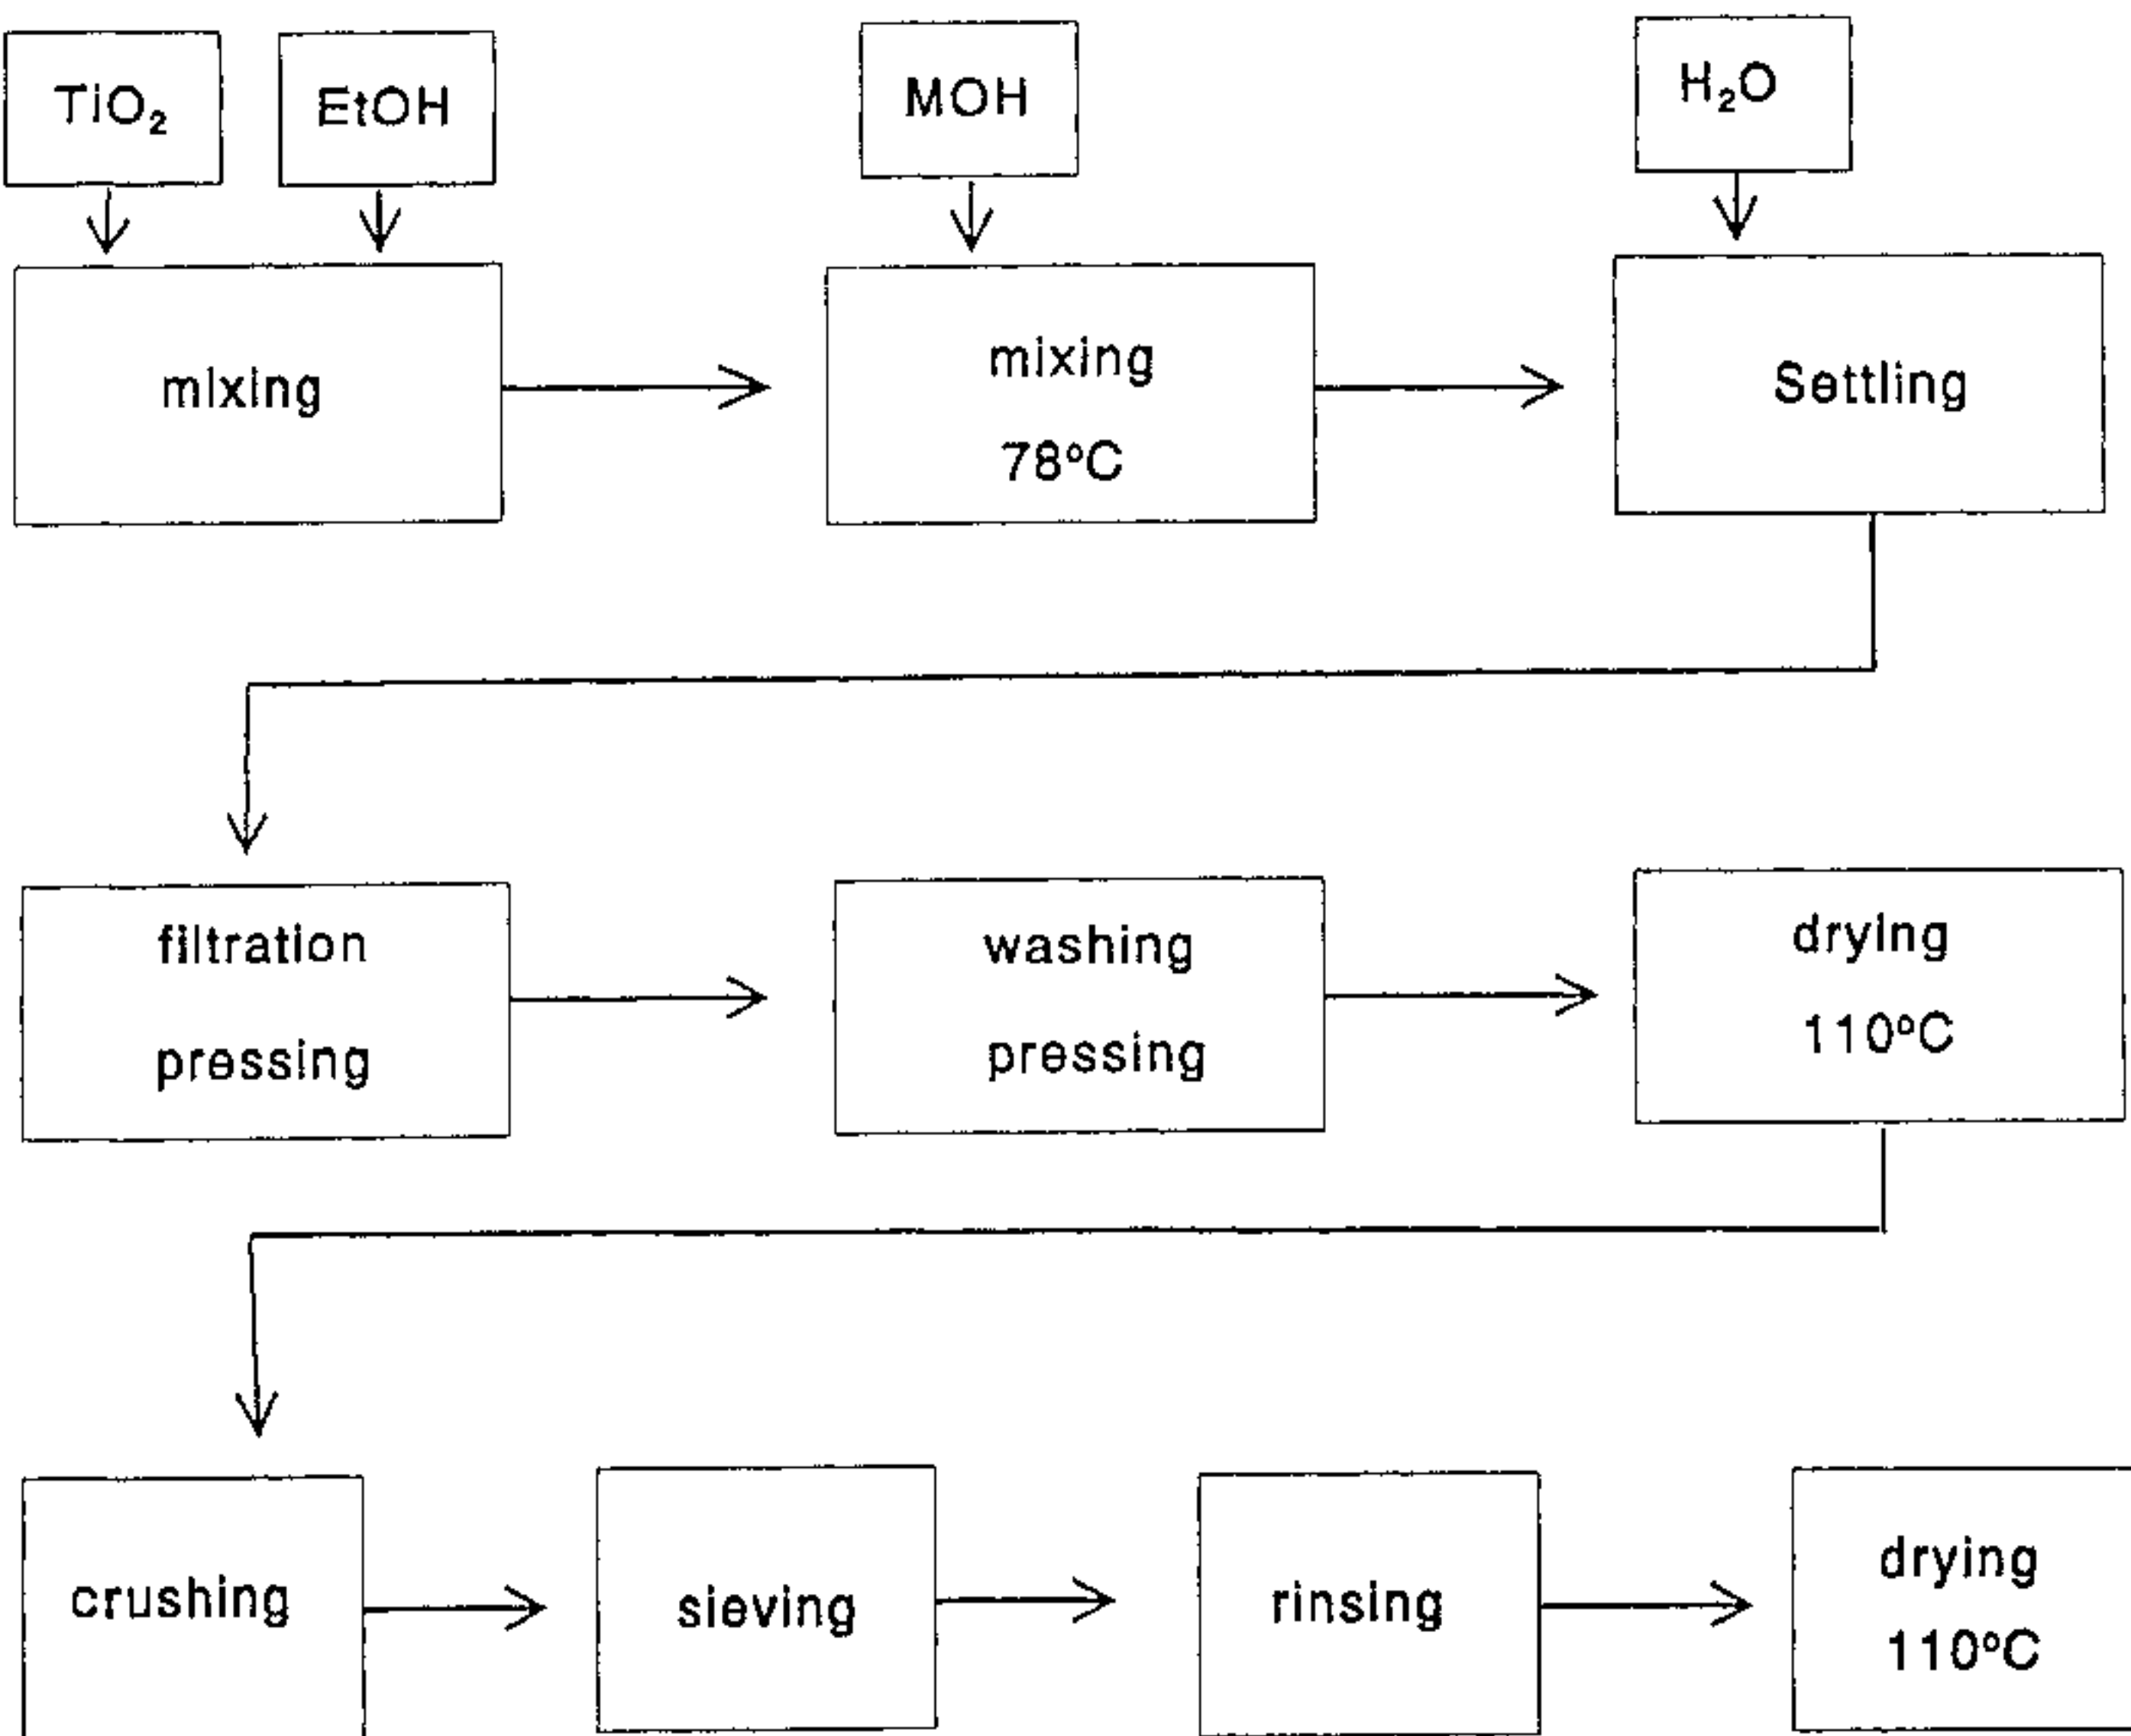 TiO₂
EtOH
MOH
H₂O
mixing
mixing
78°C
Settling
filtration
pressing
washing
pressing
drying
110°C
crushing
sieving
rinsing
drying
110°C